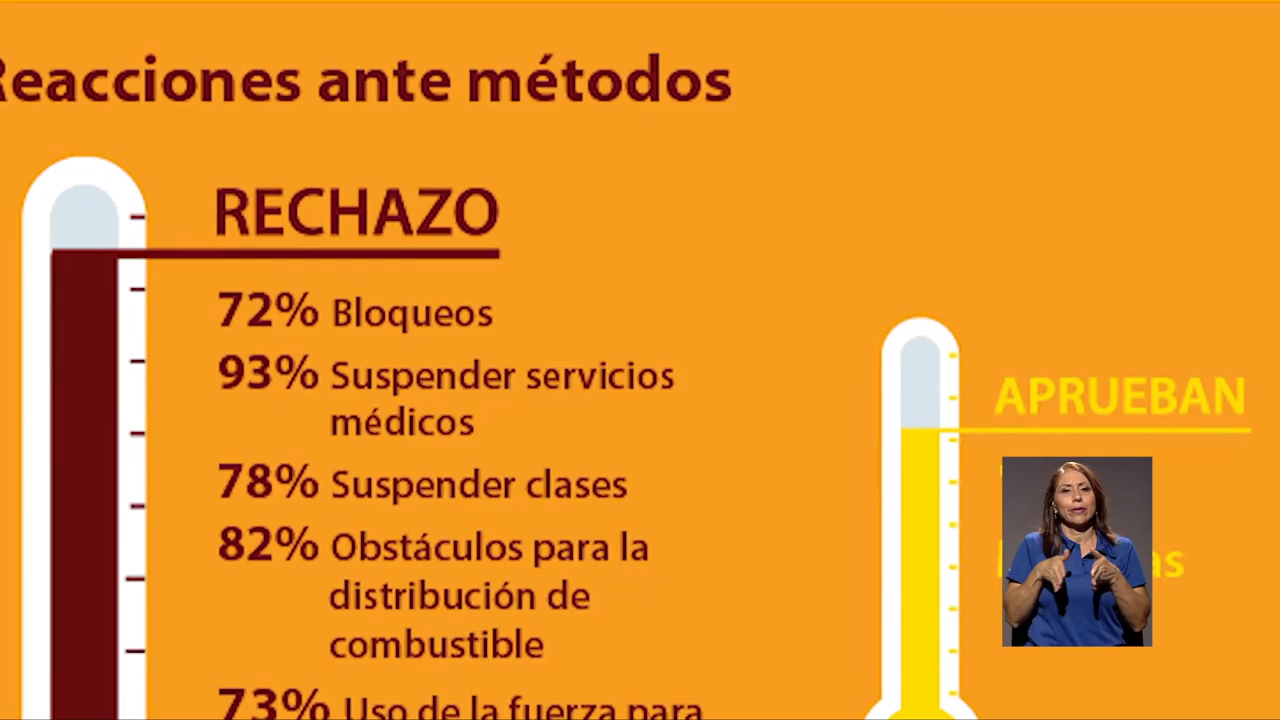 Reacciones ante métodos
RECHAZO
72% Bloqueos
93% Suspender servicios
médicos
78% Suspender clases
82% Obstáculos para la
distribución de
combustible
73% Uso de la fuerza para
APRUEBAN